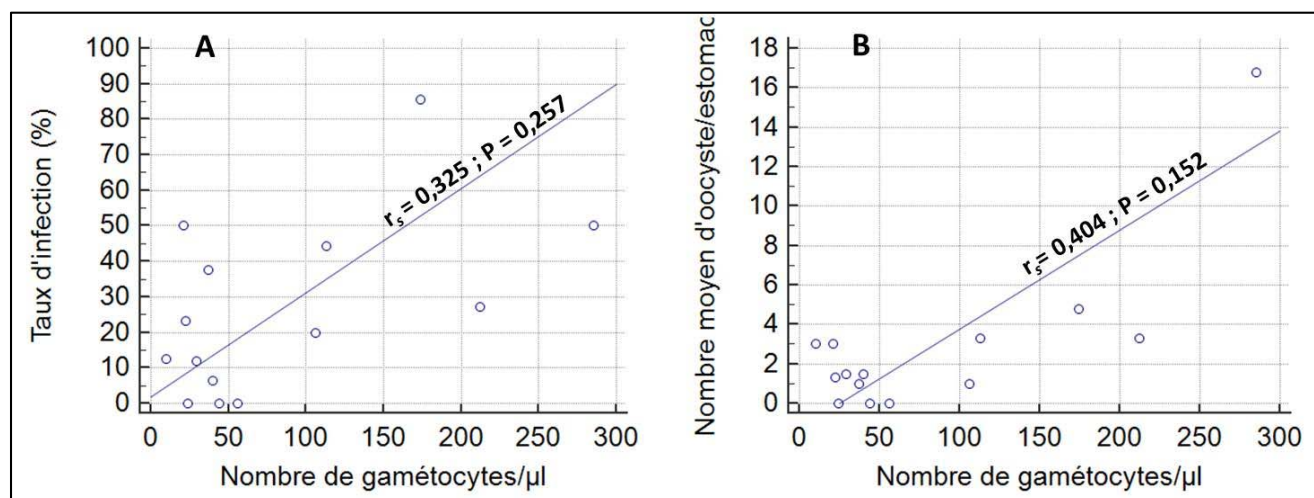 A
Taux d'infection (%)
100
90
80
70
60
50
40
30
20
10
0
r_s = 0,325 ; P = 0,257
0 50 100 150 200 250 300
Nombre de gamétocytes/µl
B
Nombre moyen d'oocyste/estomac
18
16
14
12
10
8
6
4
2
0
r_s = 0,404 ; P = 0,152
0 50 100 150 200 250 300
Nombre de gamétocytes/µl